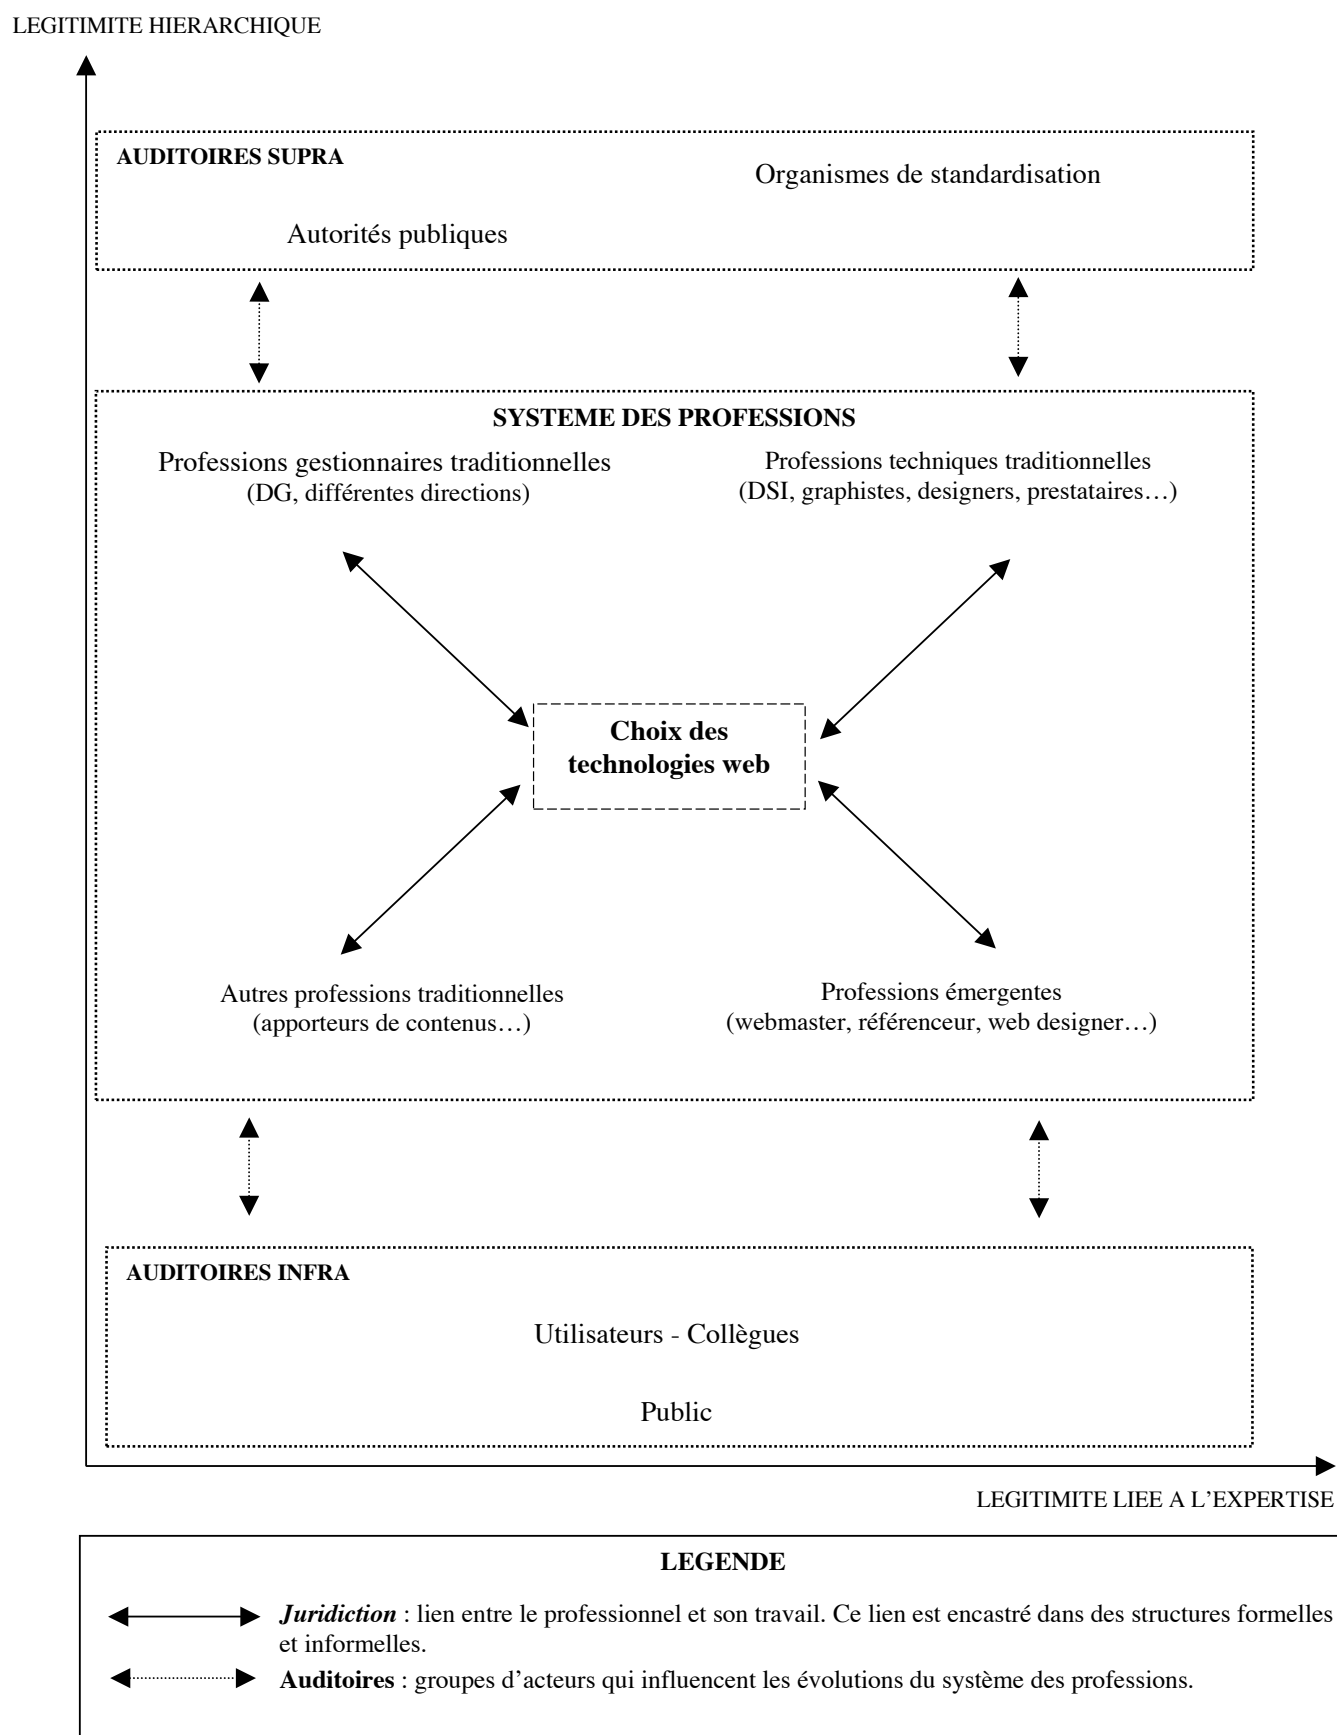 LEGITIMITE HIERARCHIQUE
AUDITOIRES SUPRA
Organismes de standardisation
Autorités publiques
SYSTEME DES PROFESSIONS
Professions gestionnaires traditionnelles
(DG, différentes directions)
Professions techniques traditionnelles
(DSI, graphistes, designers, prestataires…)
Choix des
technologies web
Autres professions traditionnelles
(apporteurs de contenus…)
Professions émergentes
(webmaster, référenceur, web designer…)
AUDITOIRES INFRA
Utilisateurs - Collègues
Public
LEGITIMITE LIEE A L'EXPERTISE
LEGENDE
Juridiction : lien entre le professionnel et son travail. Ce lien est encastré dans des structures formelles
et informelles.
Auditoires : groupes d'acteurs qui influencent les évolutions du système des professions.